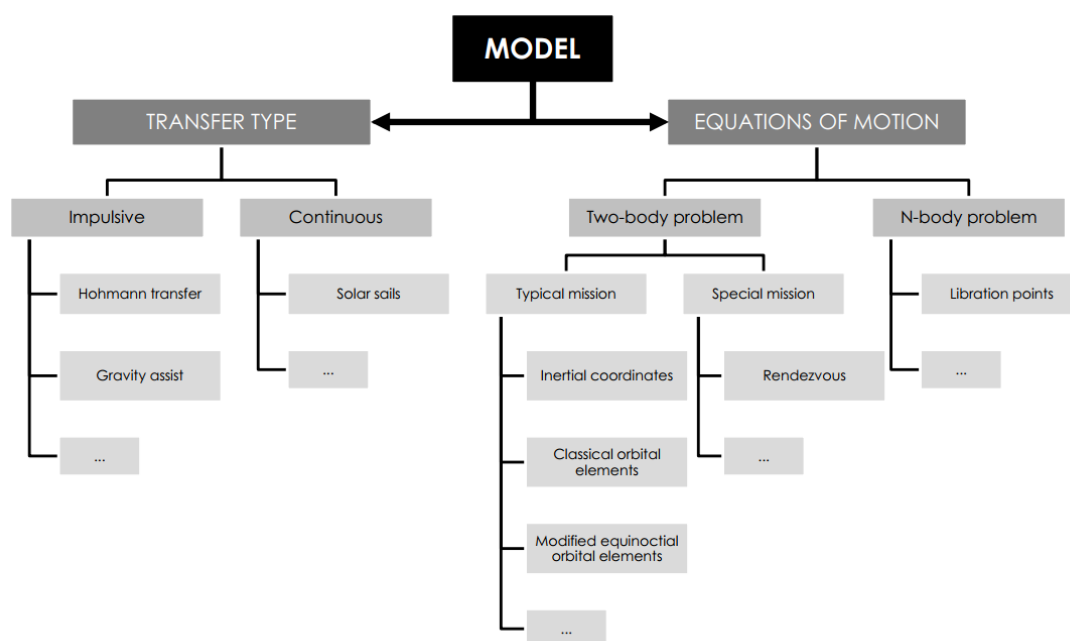 MODEL
TRANSFER TYPE
EQUATIONS OF MOTION
Impulsive
Continuous
Two-body problem
N-body problem
Hohmann transfer
Solar sails
Typical mission
Special mission
Libration points
Gravity assist
...
Inertial coordinates
Rendezvous
...
...
Classical orbital
elements
...
Modified equinoctial
orbital elements
...